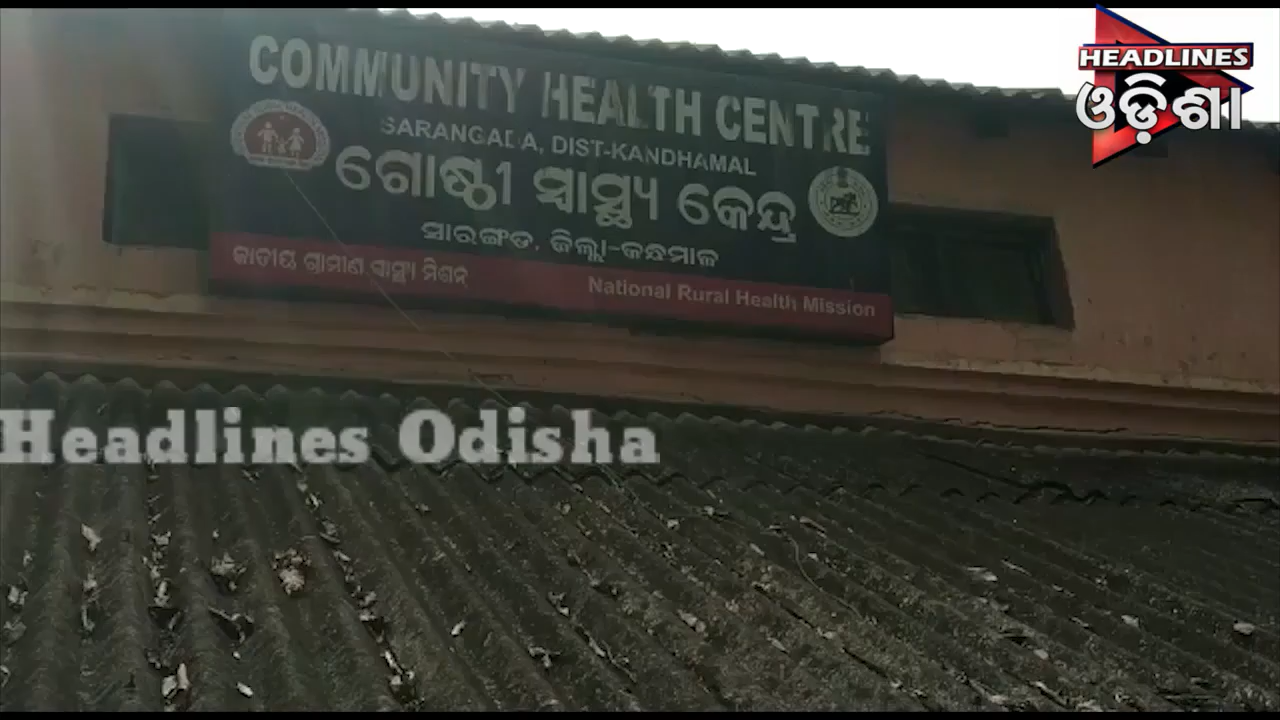 COMMUNITY HEALTH CENTRE
SARANGADA, DIST-KANDHAMAL
ଗୋଷ୍ଠୀ ସ୍ୱାସ୍ଥ୍ୟ କେନ୍ଦ୍ର
ସାରଙ୍ଗଡ, ଜିଲ୍ଲା-କନ୍ଧମାଳ
ଜାତୀୟ ଗ୍ରାମୀଣ ସ୍ୱାସ୍ଥ୍ୟ ମିଶନ୍
National Rural Health Mission
HEADLINES
ଓଡ଼ିଶା
Headlines Odisha